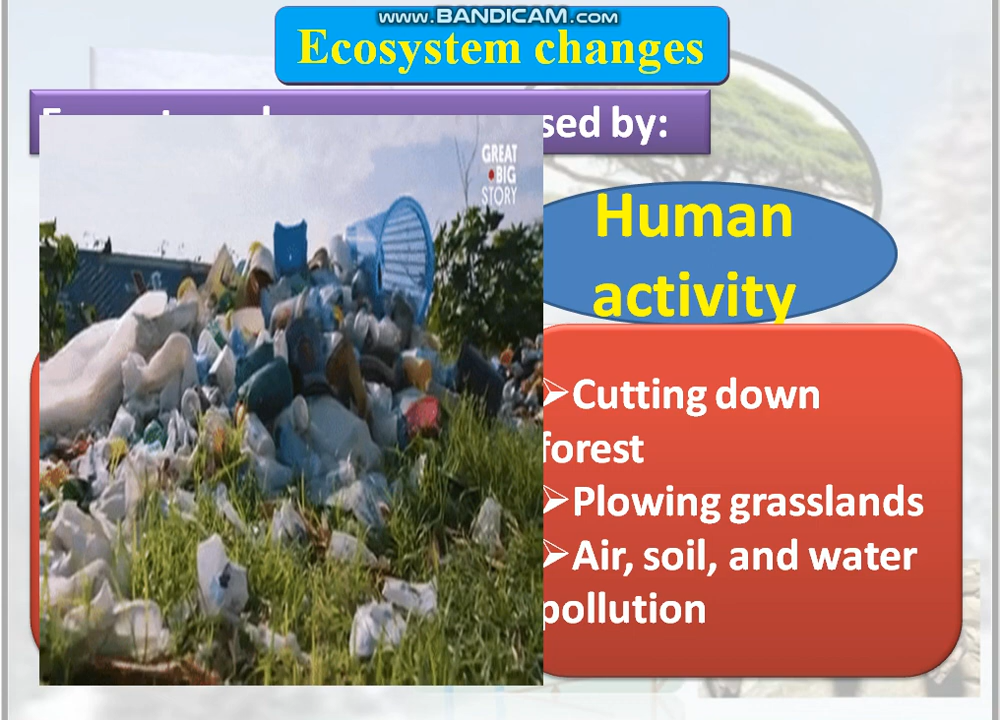 www.BANDICAM.com
Ecosystem changes
sed by:
GREAT
BIG
STORY
Human
activity
➢Cutting down
forest
➢Plowing grasslands
➢Air, soil, and water
pollution